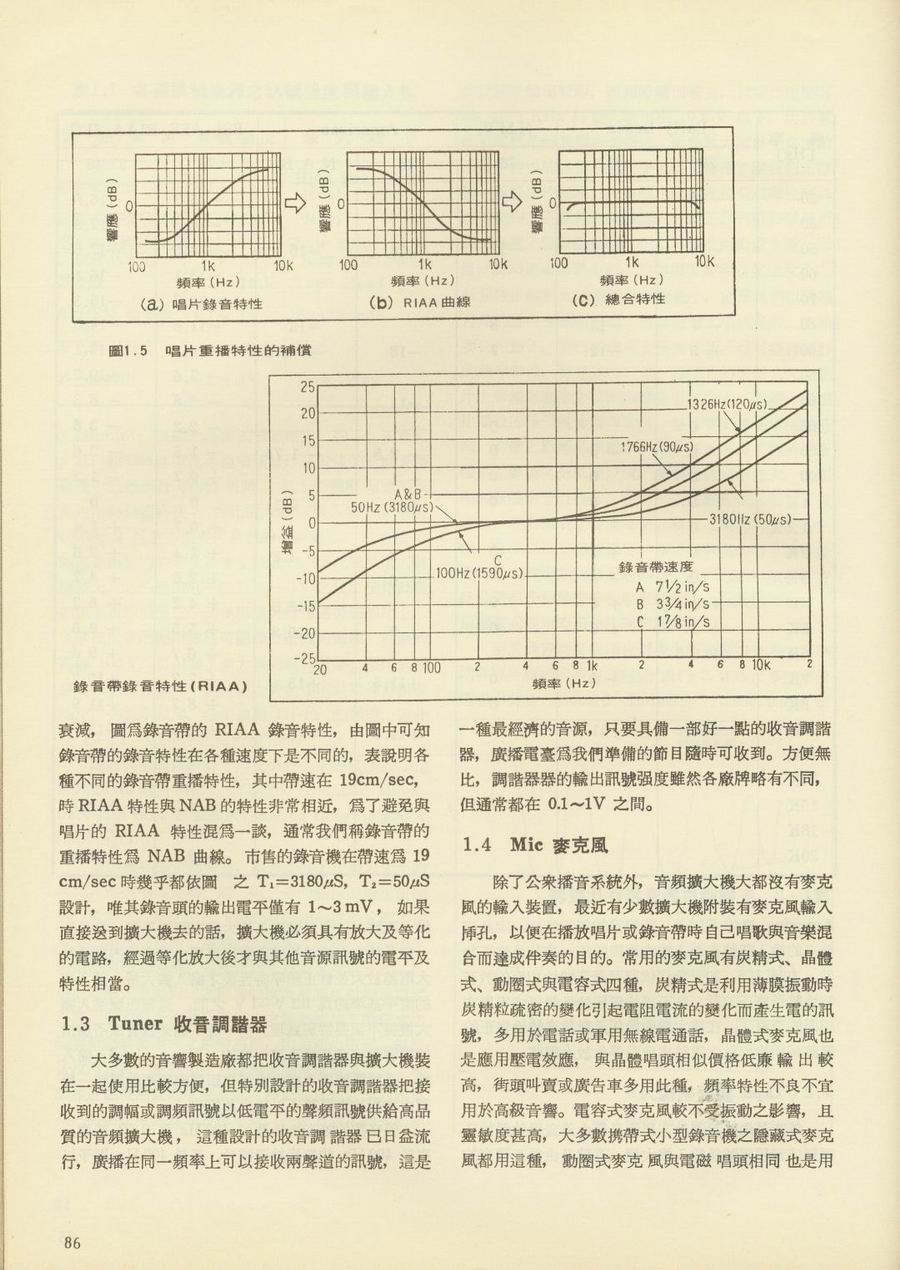 響應 (dB)
0
100 1k 10k
頻率 (Hz)
(a) 唱片錄音特性
響應 (dB)
0
100 1k 10k
頻率 (Hz)
(b) RIAA 曲線
響應 (dB)
0
100 1k 10k
頻率 (Hz)
(C) 總合特性
圖1.5 唱片重播特性的補償
增益 (dB)
25
20
15
10
5
0
-5
-10
-15
-20
-25
1326Hz(120μs)
1766Hz(90μs)
A&B
50Hz (3180μs)
3180Hz (50μs)
C
100Hz(1590μs)
錄音帶速度
A 7½ in/s
B 3¾ in/s
C 1⅞ in/s
20 4 6 8 100 2 4 6 8 1k 2 4 6 8 10k 2
頻率 (Hz)
錄音帶錄音特性(RIAA)
衰減，圖爲錄音帶的 RIAA 錄音特性，由圖中可知
錄音帶的錄音特性在各種速度下是不同的，表說明各
種不同的錄音帶重播特性，其中帶速在 19cm/sec,
時 RIAA 特性與 NAB 的特性非常相近，爲了避免與
唱片的 RIAA 特性混爲一談，通常我們稱錄音帶的
重播特性爲 NAB 曲線。市售的錄音機在帶速爲 19
cm/sec 時幾乎都依圖 之 T₁=3180μS, T₂=50μS
設計，唯其錄音頭的輸出電平僅有 1～3 mV，如果
直接送到擴大機去的話，擴大機必須具有放大及等化
的電路，經過等化放大後才與其他音源訊號的電平及
特性相當。
1.3 Tuner 收音調諧器
大多數的音響製造廠都把收音調諧器與擴大機裝
在一起使用比較方便，但特別設計的收音調諧器把接
收到的調幅或調頻訊號以低電平的聲頻訊號供給高品
質的音頻擴大機，這種設計的收音調 諧器 已日益流
行，廣播在同一頻率上可以接收兩聲道的訊號，這是
一種最經濟的音源，只要具備一部好一點的收音調諧
器，廣播電臺爲我們準備的節目隨時可收到。方便無
比，調諧器器的輸出訊號强度雖然各廠牌略有不同，
但通常都在 0.1～1V 之間。
1.4 Mic 麥克風
除了公衆播音系統外，音頻擴大機大都沒有麥克
風的輸入裝置，最近有少數擴大機附裝有麥克風輸入
揷孔，以便在播放唱片或錄音帶時自己唱歌與音樂混
合而達成伴奏的目的。常用的麥克風有炭精式、晶體
式、動圈式與電容式四種，炭精式是利用薄膜振動時
炭精粒疏密的變化引起電阻電流的變化而產生電的訊
號，多用於電話或軍用無線電通話，晶體式麥克風也
是應用壓電效應，與晶體唱頭相似價格低廉 輸 出 較
高，街頭叫賣或廣告車多用此種，頻率特性不良不宜
用於高級音響。電容式麥克風較不受振動之影響，且
靈敏度甚高，大多數携帶式小型錄音機之隱藏式麥克
風都用這種，動圈式麥克 風與電磁 唱頭相同 也是用
86